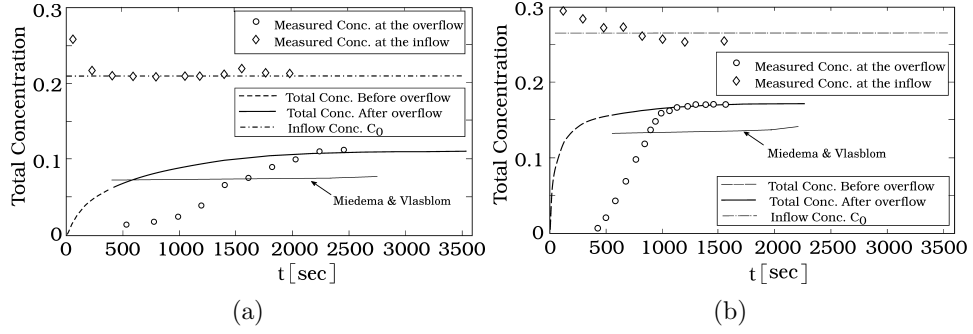 0.3
0.2
0.1
0
Total Concentration
Measured Conc. at the overflow
Measured Conc. at the inflow
Total Conc. Before overflow
Total Conc. After overflow
Inflow Conc. C0
Miedema & Vlasblom
0 500 1000 1500 2000 2500 3000 3500
t[sec]
(a)
0.3
0.2
0.1
0
Total Concentration
Measured Conc. at the overflow
Measured Conc. at the inflow
Miedema & Vlasblom
Total Conc. Before overflow
Total Conc. After overflow
Inflow Conc. C0
0 500 1000 1500 2000 2500 3000 3500
t[sec]
(b)